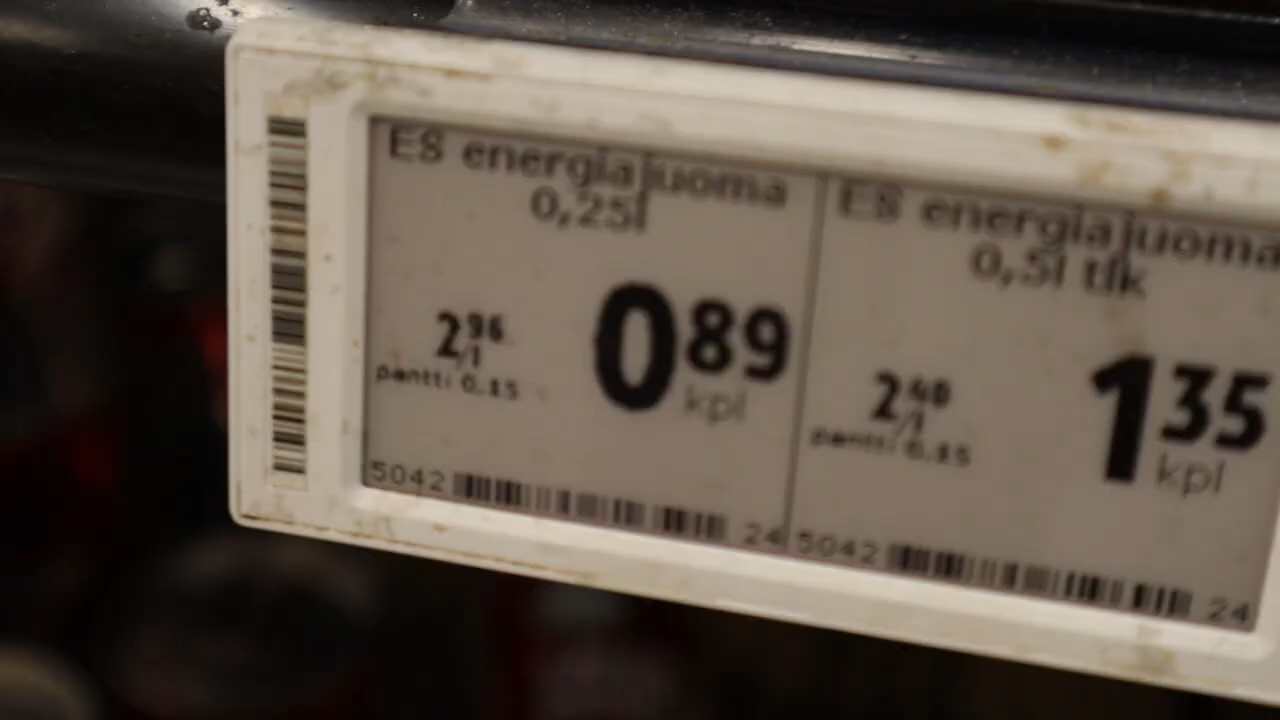 ES energiajuoma
0,25l
2,96/l
pantti 0.15
0,89
kpl
5042
24
ES energiajuoma
0,5l tlk
2,40/l
pantti 0.15
1,35
kpl
5042
24